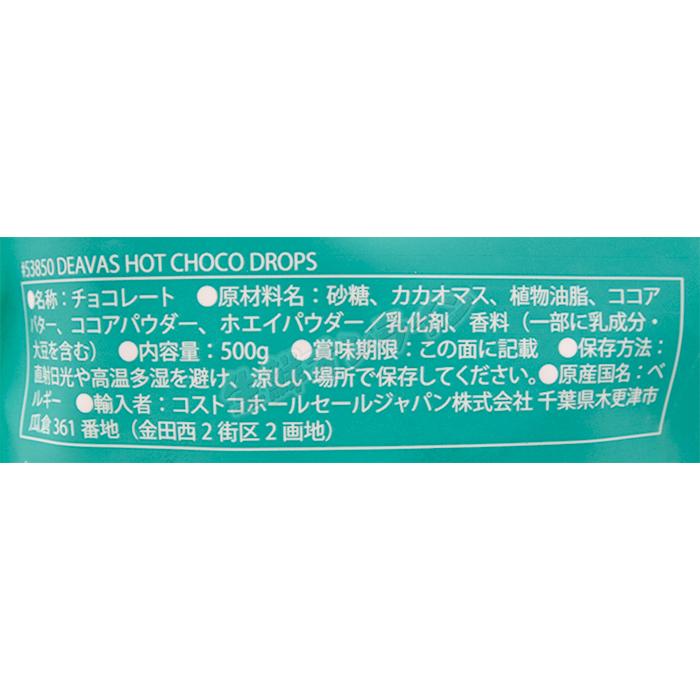 #53850 DEAVAS HOT CHOCO DROPS
●名称：チョコレート ●原材料名：砂糖、カカオマス、植物油脂、ココア
バター、ココアパウダー、ホエイパウダー／乳化剤、香料（一部に乳成分・
大豆を含む） ●内容量：500g ●賞味期限：この面に記載 ●保存方法：
直射日光や高温多湿を避け、涼しい場所で保存してください。●原産国名：ベ
ルギー ●輸入者：コストコホールセールジャパン株式会社 千葉県木更津市
瓜倉361番地（金田西2街区2画地）